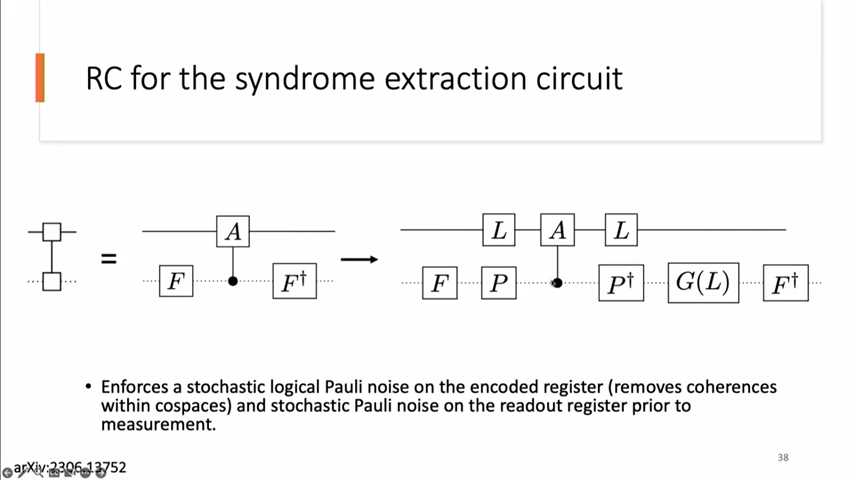 RC for the syndrome extraction circuit
A L A L
= F F† F P P† G(L) F†
• Enforces a stochastic logical Pauli noise on the encoded register (removes coherences
within cospaces) and stochastic Pauli noise on the readout register prior to
measurement.
38
arXiv:2306.13752